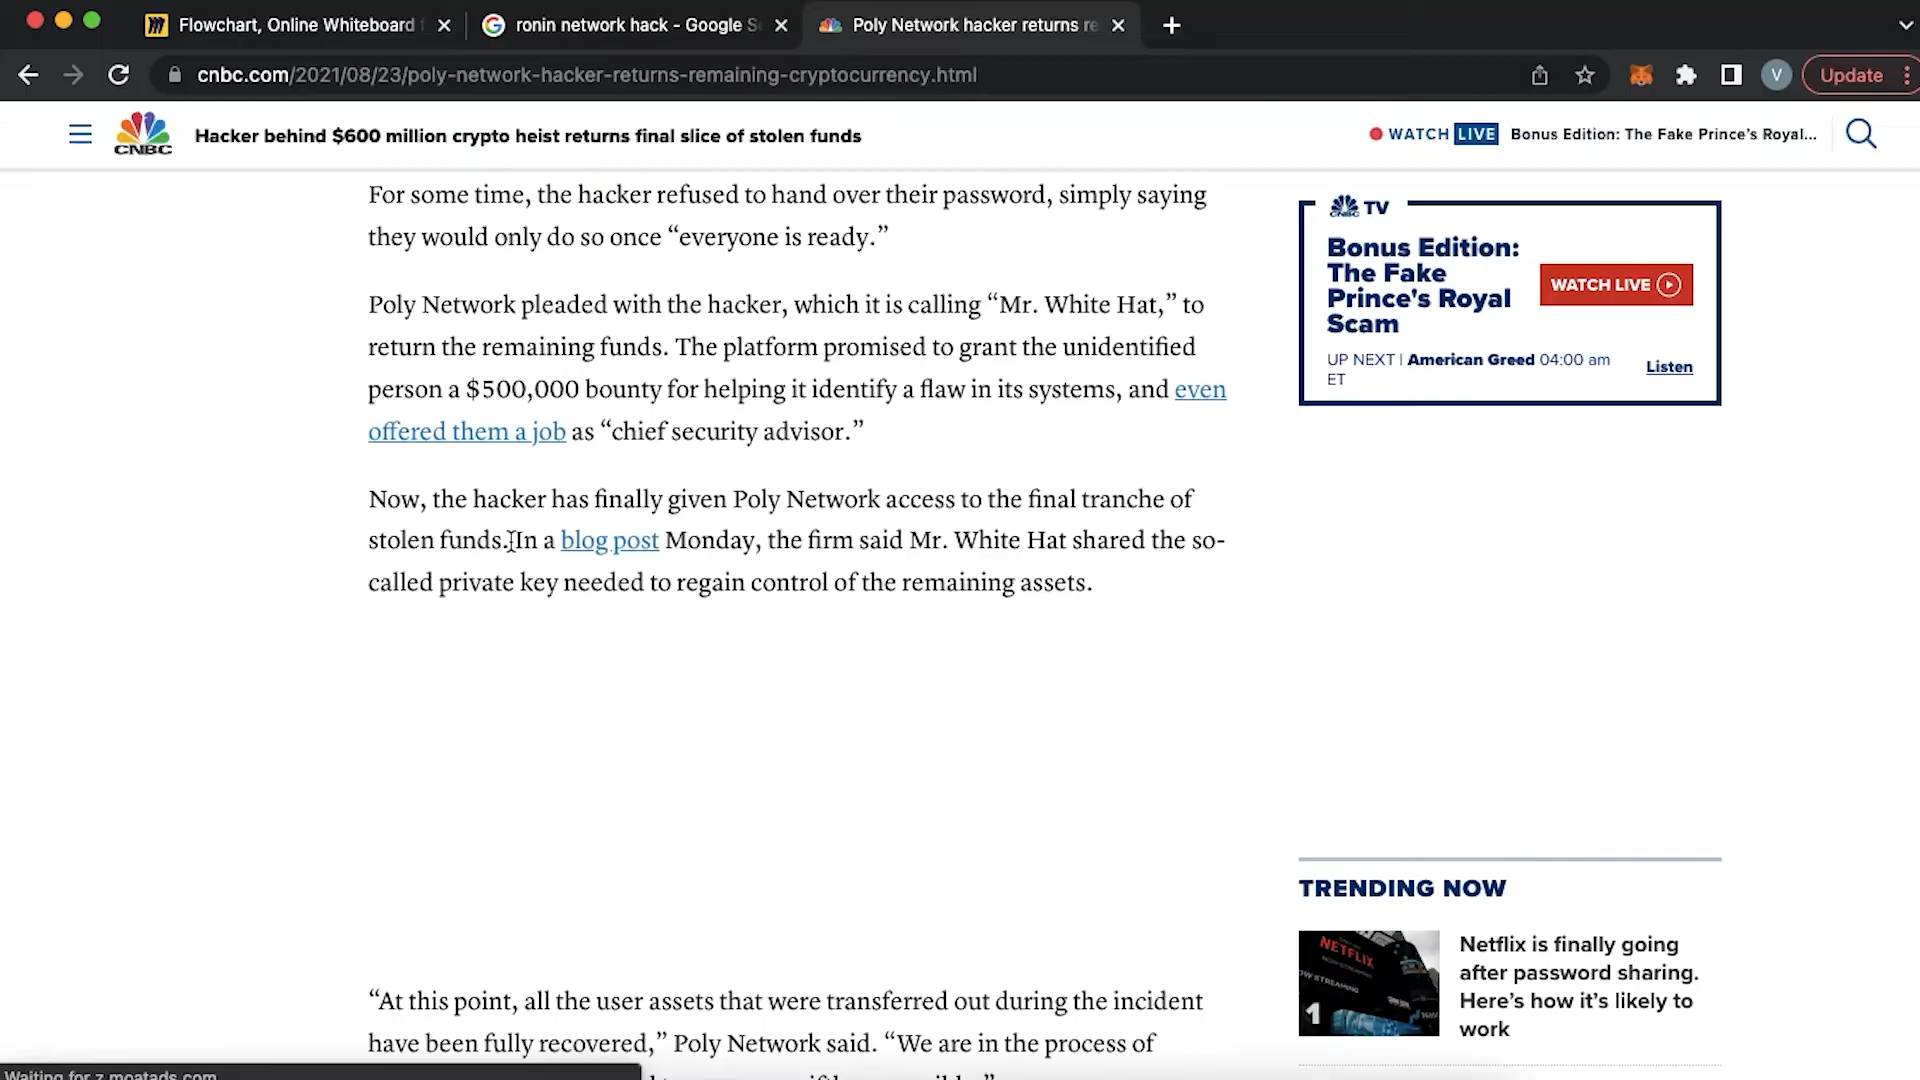 Flowchart, Online Whiteboard
ronin network hack - Google S
Poly Network hacker returns re
cnbc.com/2021/08/23/poly-network-hacker-returns-remaining-cryptocurrency.html
V
Update
CNBC
Hacker behind $600 million crypto heist returns final slice of stolen funds
WATCH LIVE
Bonus Edition: The Fake Prince’s Royal...
For some time, the hacker refused to hand over their password, simply saying
they would only do so once “everyone is ready.”
Poly Network pleaded with the hacker, which it is calling “Mr. White Hat,” to
return the remaining funds. The platform promised to grant the unidentified
person a $500,000 bounty for helping it identify a flaw in its systems, and even
offered them a job as “chief security advisor.”
Now, the hacker has finally given Poly Network access to the final tranche of
stolen funds. In a blog post Monday, the firm said Mr. White Hat shared the so-
called private key needed to regain control of the remaining assets.
“At this point, all the user assets that were transferred out during the incident
have been fully recovered,” Poly Network said. “We are in the process of
CNBC TV
Bonus Edition:
The Fake
Prince's Royal
Scam
WATCH LIVE
UP NEXT | American Greed 04:00 am
ET
Listen
TRENDING NOW
NETFLIX
1
Netflix is finally going
after password sharing.
Here’s how it’s likely to
work
Waiting for z.moatads.com